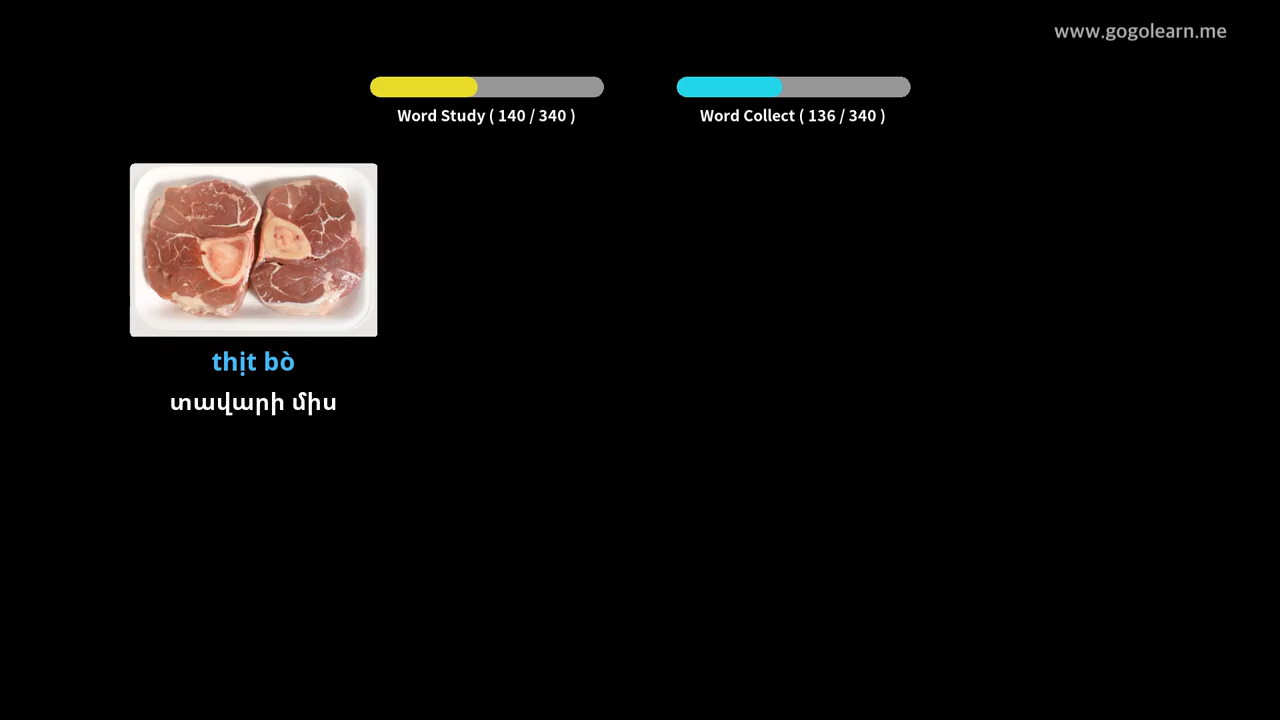 www.gogolearn.me
Word Study ( 140 / 340 )
Word Collect ( 136 / 340 )
thịt bò
տավարի միս